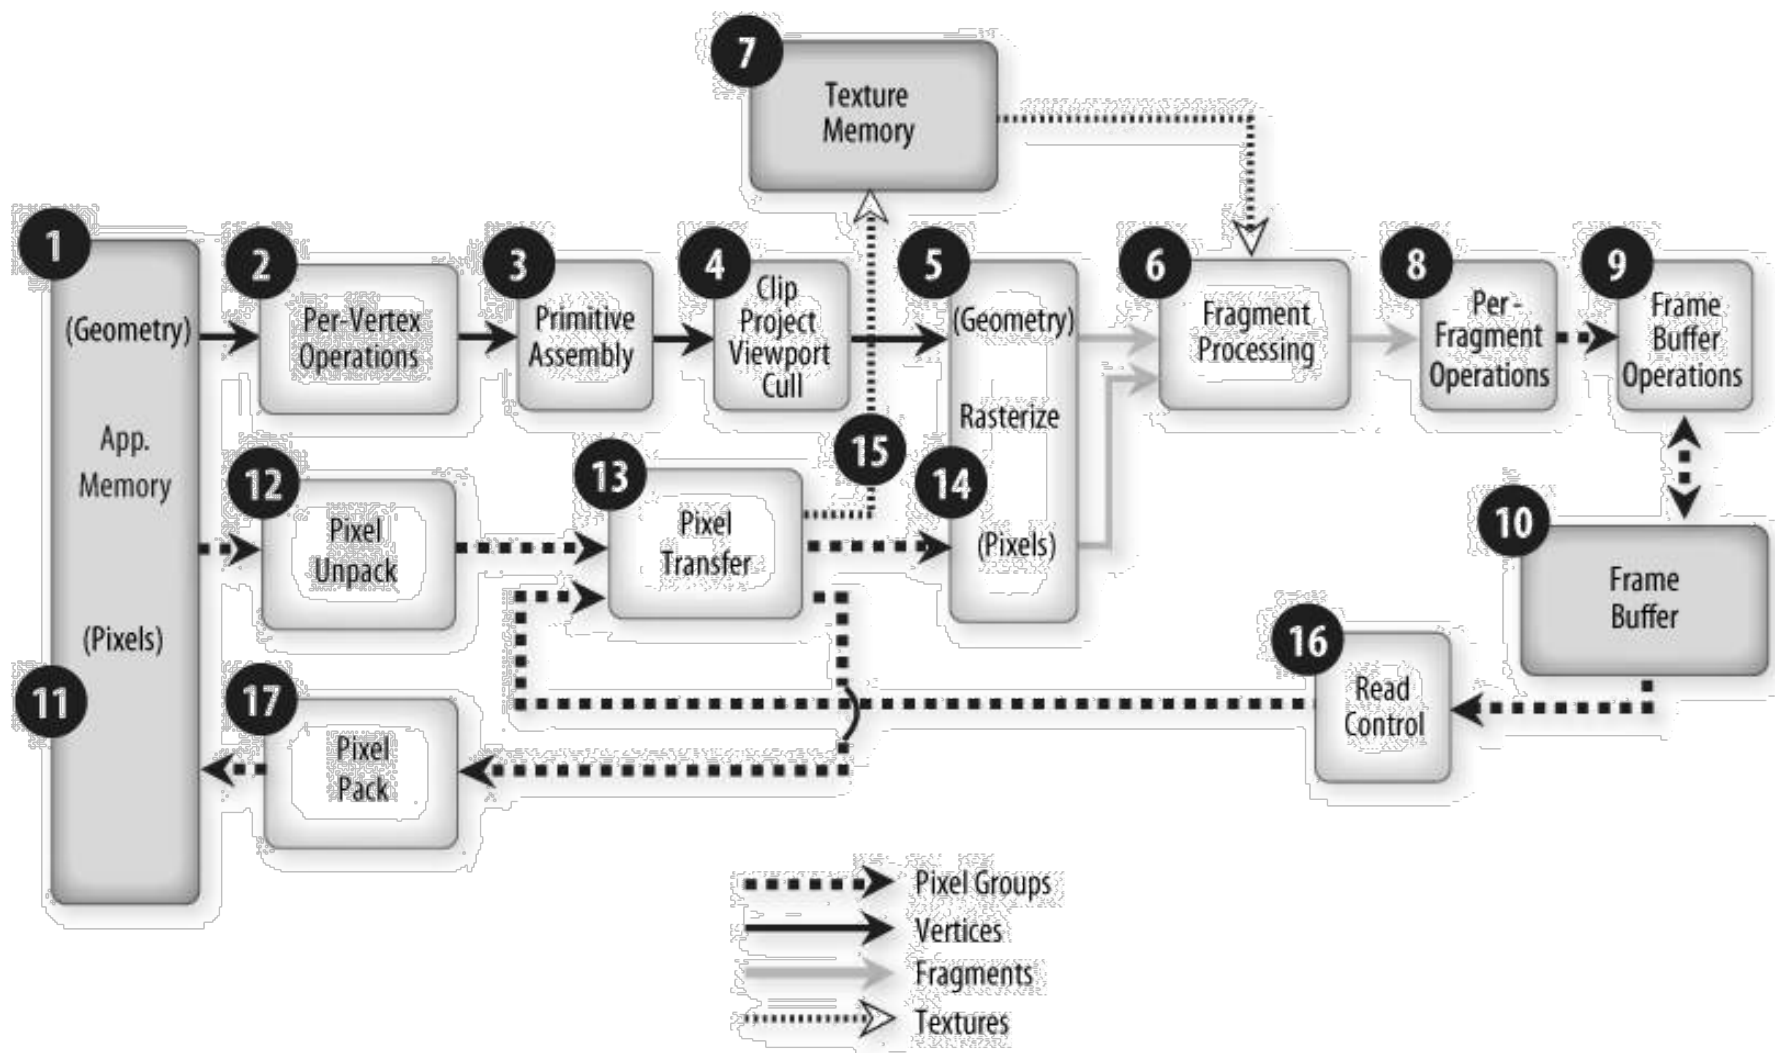 7
Texture
Memory
1
2
3
4
5
6
8
9
(Geometry)
Per-Vertex
Operations
Primitive
Assembly
Clip
Project
Viewport
Cull
(Geometry)
Fragment
Processing
Per-
Fragment
Operations
Frame
Buffer
Operations
App.
Memory
Rasterize
12
13
15
14
10
Pixel
Unpack
Pixel
Transfer
(Pixels)
Frame
Buffer
(Pixels)
16
Read
Control
11
17
Pixel
Pack
Pixel Groups
Vertices
Fragments
Textures